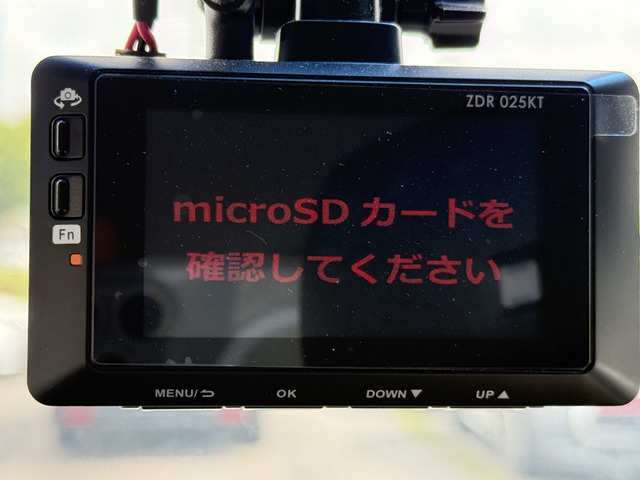 ZDR 025KT
microSD カードを
確認してください
Fn
MENU/
OK
DOWN▼
UP▲